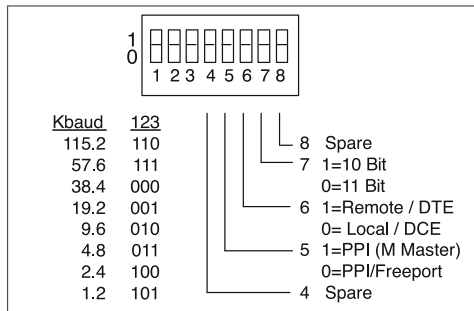 1
0
1 2 3 4 5 6 7 8
Kbaud 123
115.2 110
57.6 111
38.4 000
19.2 001
9.6 010
4.8 011
2.4 100
1.2 101
8 Spare
7 1=10 Bit
0=11 Bit
6 1=Remote / DTE
0= Local / DCE
5 1=PPI (M Master)
0=PPI/Freeport
4 Spare